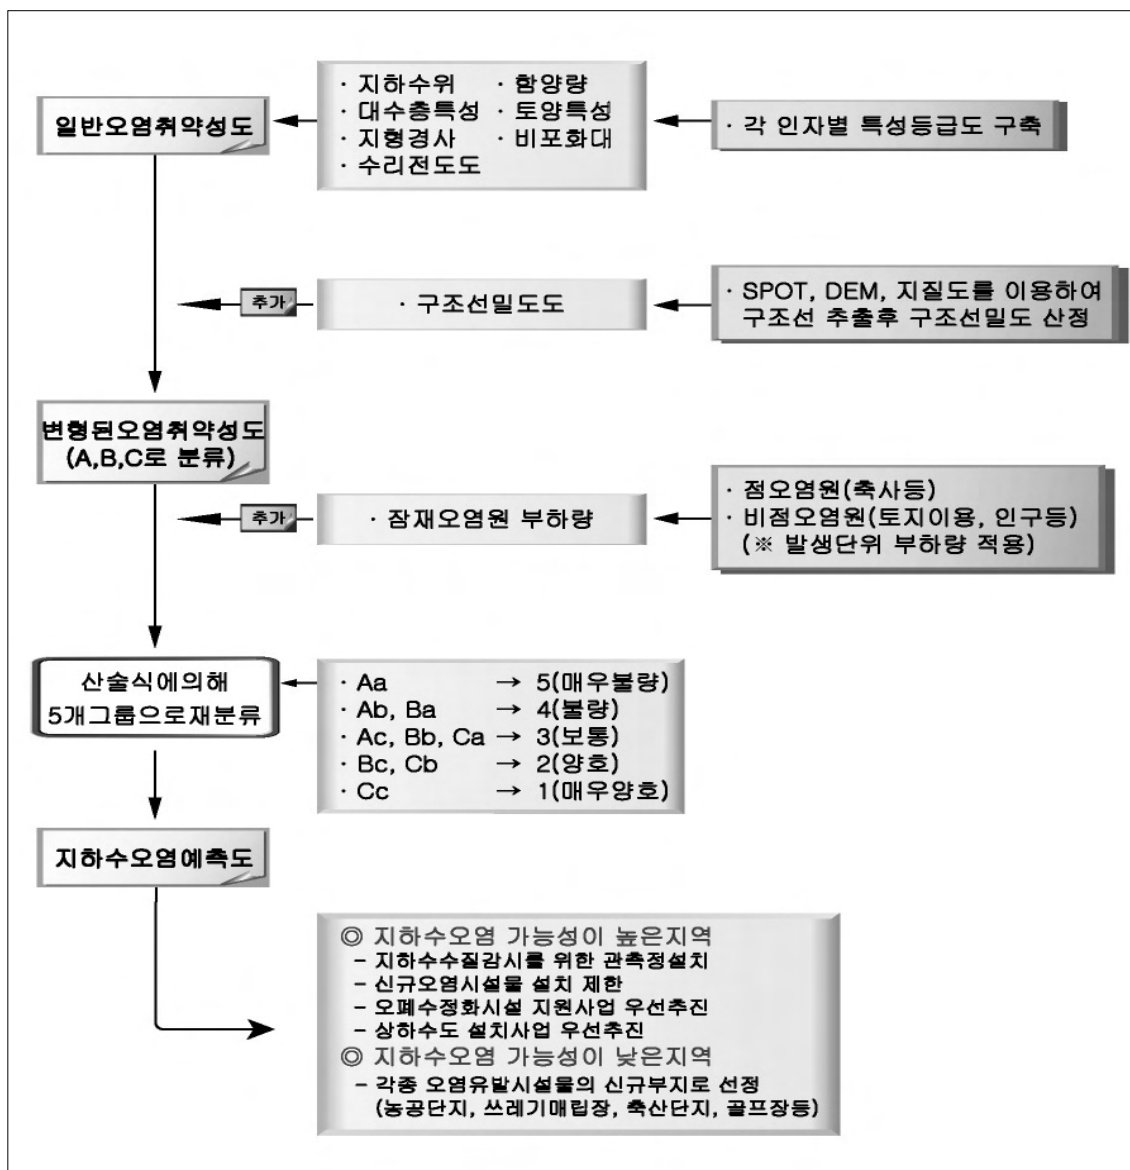 일반오염취약성도
· 지하수위 · 함양량
· 대수층특성 · 토양특성
· 지형경사 · 비포화대
· 수리전도도
· 각 인자별 특성등급도 구축
추가
· 구조선밀도도
· SPOT, DEM, 지질도를 이용하여
구조선 추출후 구조선밀도 산정
변형된오염취약성도
(A,B,C로 분류)
추가
· 잠재오염원 부하량
· 점오염원(축사등)
· 비점오염원(토지이용, 인구등)
(※ 발생단위 부하량 적용)
산술식에의해
5개그룹으로재분류
· Aa → 5(매우불량)
· Ab, Ba → 4(불량)
· Ac, Bb, Ca → 3(보통)
· Bc, Cb → 2(양호)
· Cc → 1(매우양호)
지하수오염예측도
◎ 지하수오염 가능성이 높은지역
– 지하수수질감시를 위한 관측정설치
– 신규오염시설물 설치 제한
– 오폐수정화시설 지원사업 우선추진
– 상하수도 설치사업 우선추진
◎ 지하수오염 가능성이 낮은지역
– 각종 오염유발시설물의 신규부지로 선정
(농공단지, 쓰레기매립장, 축산단지, 골프장등)